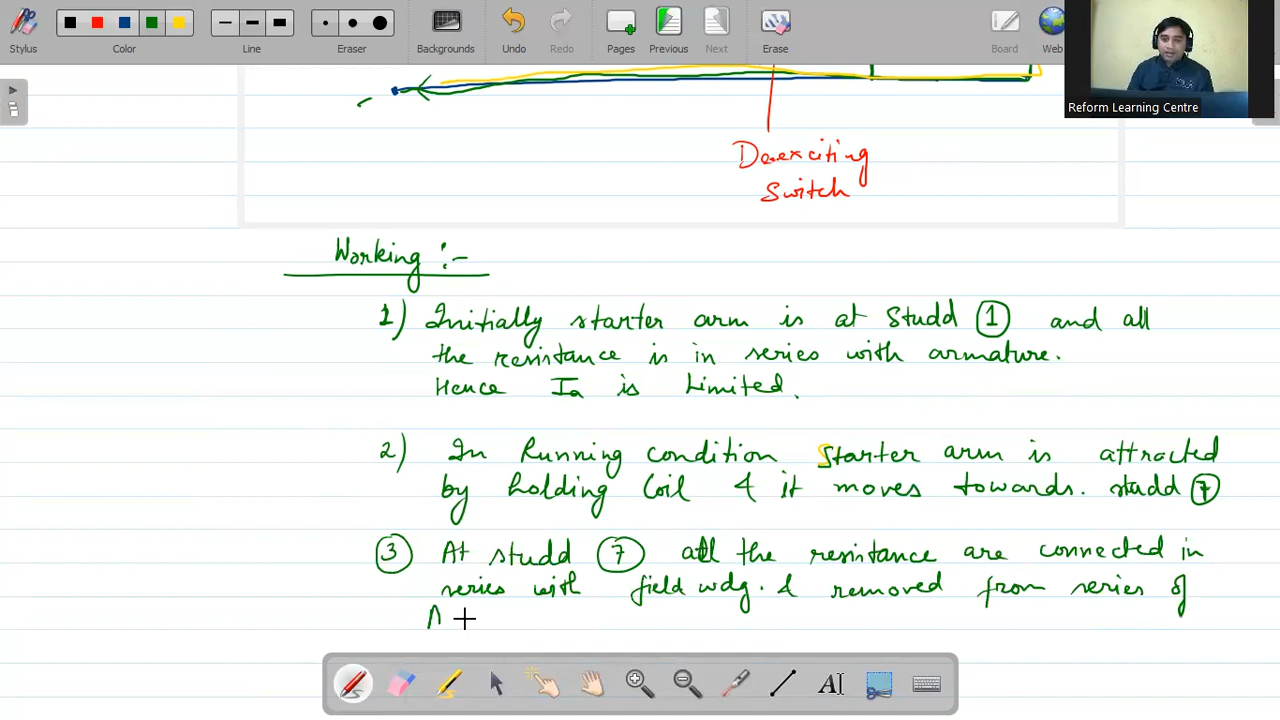 Stylus
Color
Line
Eraser
Backgrounds
Undo
Redo
Pages
Previous
Next
Erase
Board
Web
Reform Learning Centre
De-exciting
Switch
Working :-
1) Initially starter arm is at Studd 1 and all
the resistance is in series with armature.
Hence Ia is Limited.
2) In Running condition Starter arm is attracted
by holding Coil & it moves towards. studd 7
3 At studd 7 all the resistance are connected in
series with field wdg. & removed from series of
A